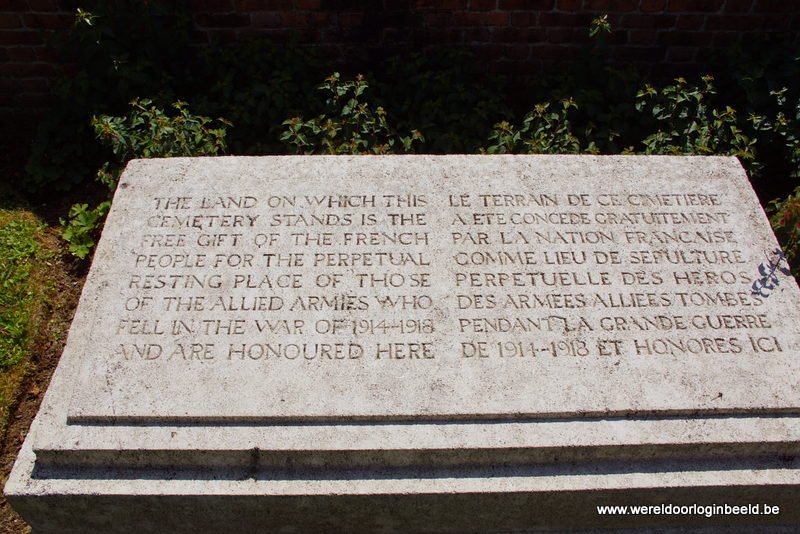 THE LAND ON WHICH THIS
CEMETERY STANDS IS THE
FREE GIFT OF THE FRENCH
PEOPLE FOR THE PERPETUAL
RESTING PLACE OF THOSE
OF THE ALLIED ARMIES WHO
FELL IN THE WAR OF 1914-1918
AND ARE HONOURED HERE
LE TERRAIN DE CE CIMETIERE
A ETE CONCEDE GRATUITEMENT
PAR LA NATION FRANÇAISE
COMME LIEU DE SEPULTURE
PERPETUELLE DES HEROS
DES ARMEES ALLIEES TOMBES
PENDANT LA GRANDE GUERRE
DE 1914-1918 ET HONORES ICI
www.wereldoorloginbeeld.be